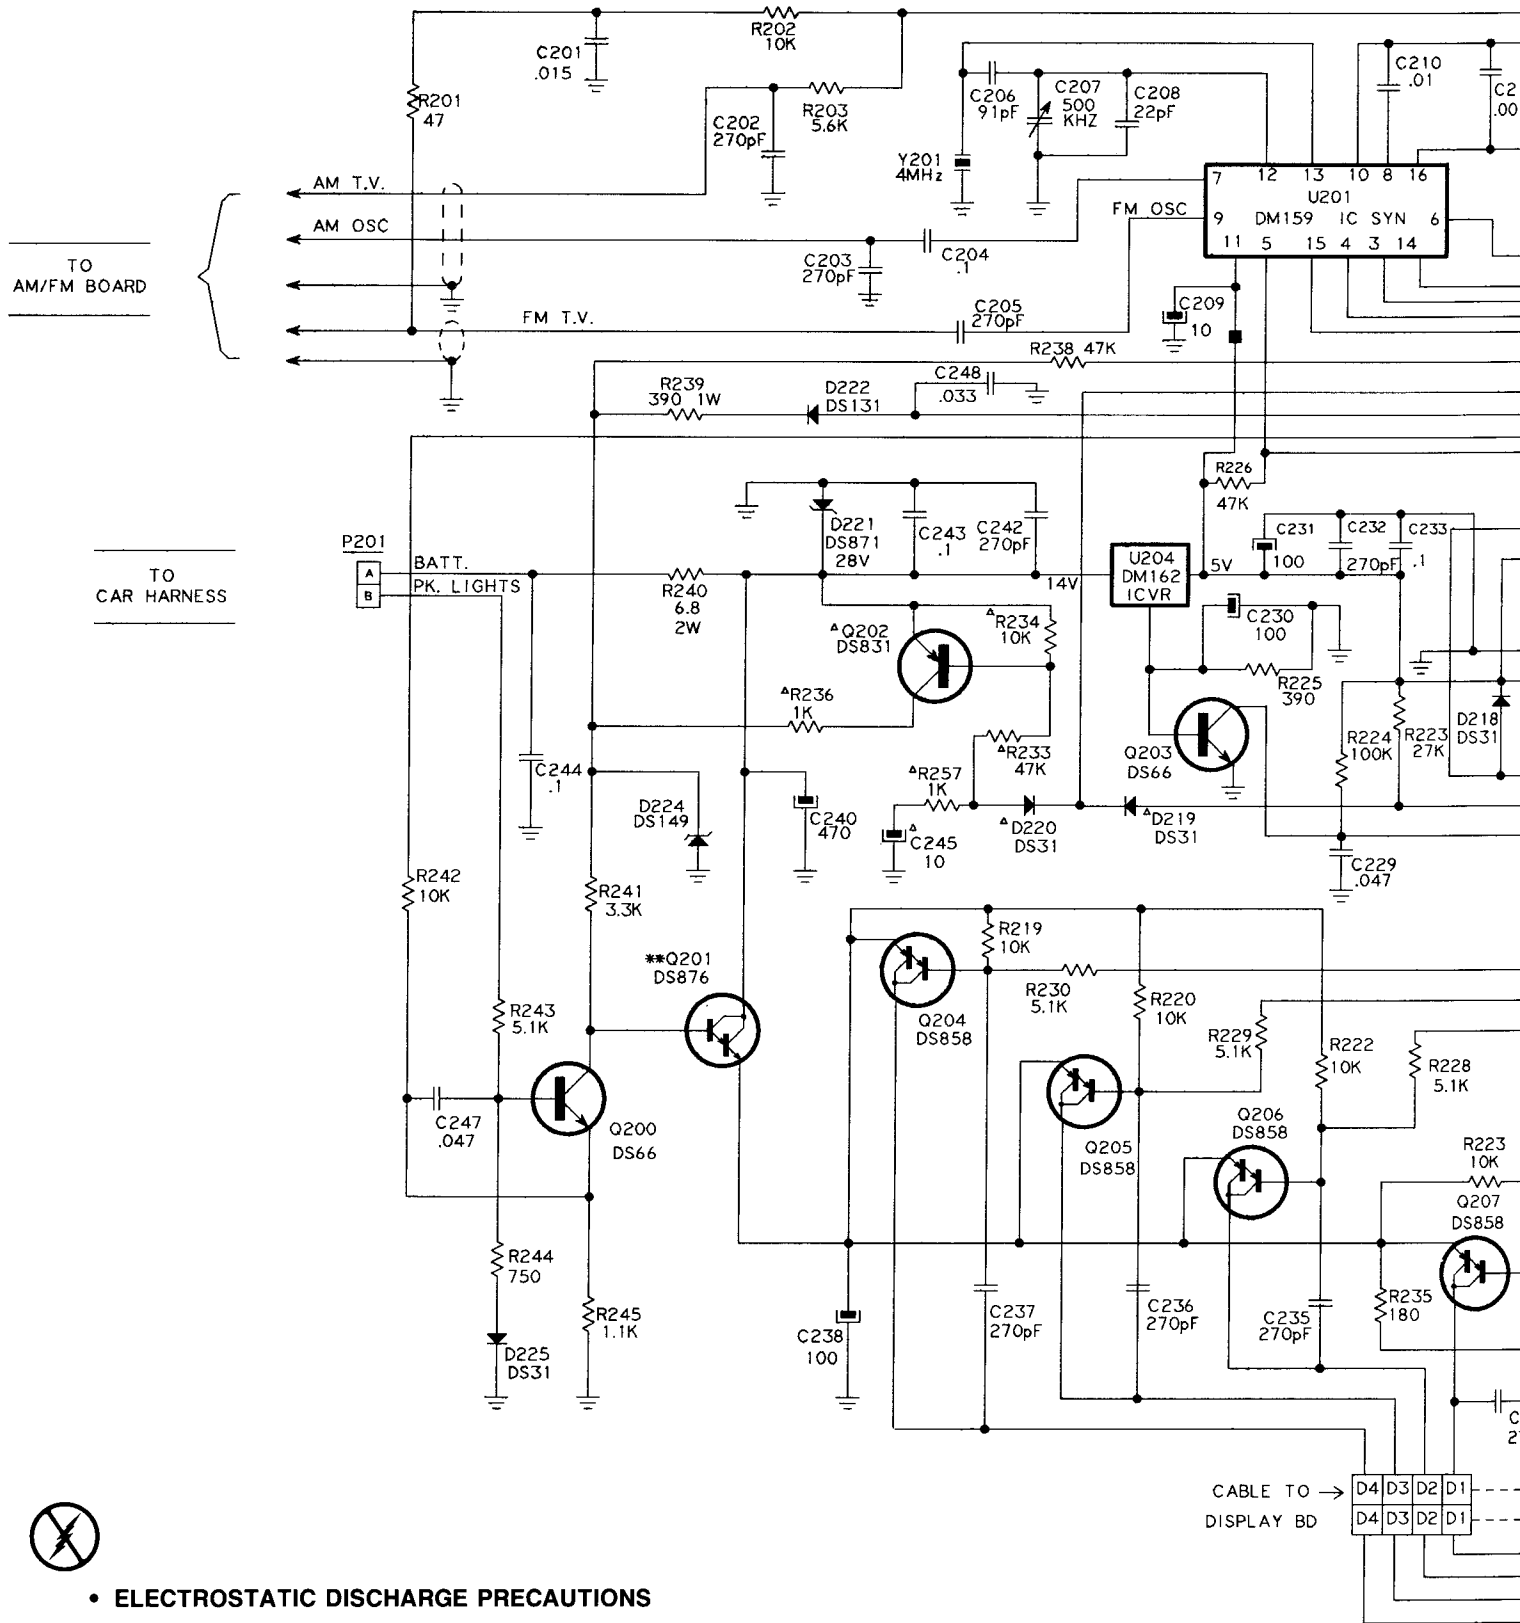 R202
10K
C201
.015
R201
47
C202
270pF
R203
5.6K
C206
91pF
C207
500
KHZ
C208
22pF
C210
.01
C2
.00
Y201
4MHz
AM T.V.
AM OSC
FM T.V.
TO
AM/FM BOARD
C203
270pF
C204
.1
C205
270pF
FM OSC
7 12 13 10 8 16
U201
9 DM159 IC SYN 6
11 5 15 4 3 14
C209
10
R238 47K
R239
390 1W
D222
DS131
C248
.033
R226
47K
TO
CAR HARNESS
P201
A
B
BATT.
PK. LIGHTS
D221
DS871
28V
C243
.1
C242
270pF
R240
6.8
2W
14V
U204
DM162
ICVR
5V
C231
100
C232
270pF
C233
.1
C230
100
R225
390
△Q202
DS831
△R234
10K
△R236
1K
△R233
47K
△R257
1K
△
C245
10
△D220
DS31
△D219
DS31
Q203
DS66
R224
100K
R223
27K
D218
DS31
C229
.047
C244
.1
D224
DS149
C240
470
R242
10K
R241
3.3K
**Q201
DS876
R243
5.1K
C247
.047
Q200
DS66
R244
750
R245
1.1K
D225
DS31
Q204
DS858
R219
10K
R230
5.1K
R220
10K
R229
5.1K
R222
10K
R228
5.1K
Q205
DS858
Q206
DS858
R223
10K
Q207
DS858
R235
180
C238
100
C237
270pF
C236
270pF
C235
270pF
C
2
CABLE TO →
DISPLAY BD
D4 D3 D2 D1
D4 D3 D2 D1
• ELECTROSTATIC DISCHARGE PRECAUTIONS